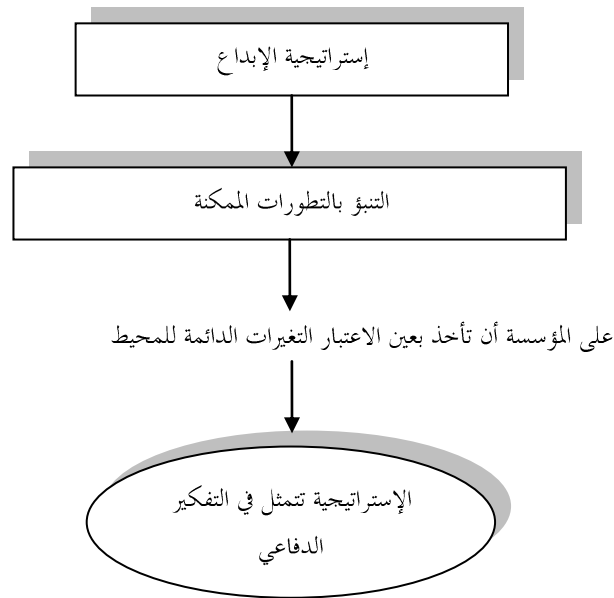 إستراتيجية الإبداع
التنبؤ بالتطورات الممكنة
على المؤسسة أن تأخذ بعين الاعتبار التغيرات الدائمة للمحيط
الإستراتيجية تتمثل في التفكير
الدفاعي